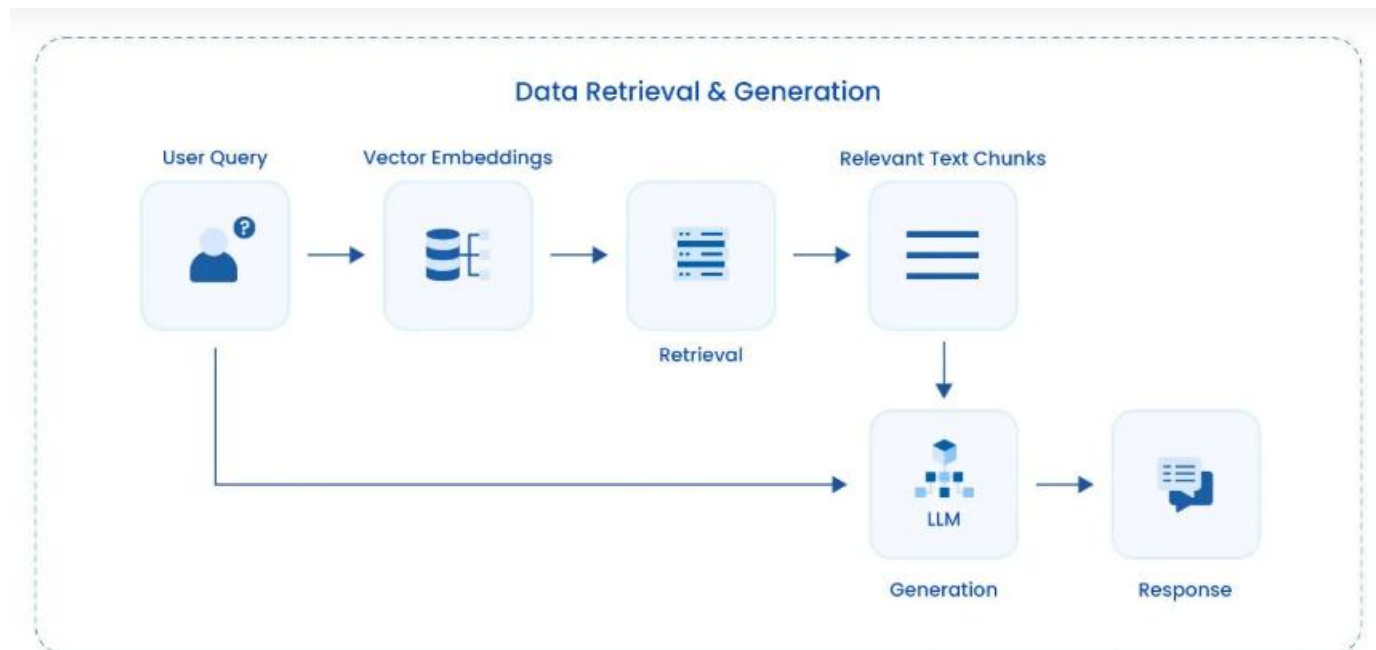 Data Retrieval & Generation
User Query
Vector Embeddings
Relevant Text Chunks
?
Retrieval
LLM
Generation
Response